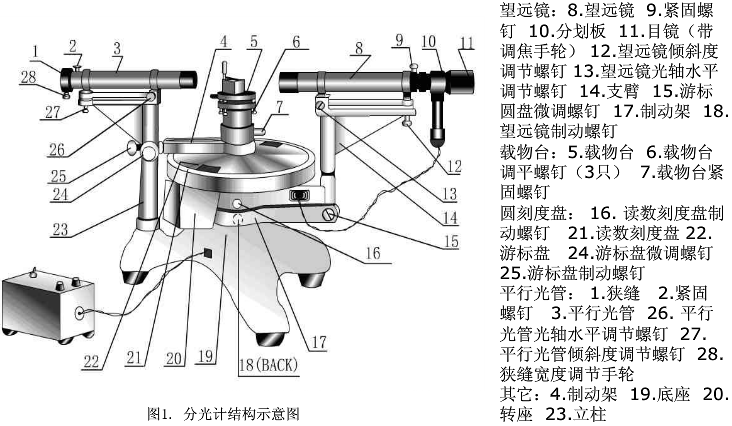 1
2
3
4
5
6
7
8
9
10
11
12
13
14
15
16
17
18(BACK)
19
20
21
22
23
24
25
26
27
28
图1. 分光计结构示意图
望远镜：8.望远镜 9.紧固螺
钉 10.分划板 11.目镜（带
调焦手轮）12.望远镜倾斜度
调节螺钉 13.望远镜光轴水平
调节螺钉 14.支臂 15.游标
圆盘微调螺钉 17.制动架 18.
望远镜制动螺钉
载物台：5.载物台 6.载物台
调平螺钉（3只） 7.载物台紧
固螺钉
圆刻度盘： 16. 读数刻度盘制
动螺钉 21.读数刻度盘 22.
游标盘 24.游标盘微调螺钉
25.游标盘制动螺钉
平行光管： 1.狭缝 2.紧固
螺钉 3.平行光管 26. 平行
光管光轴水平调节螺钉 27.
平行光管倾斜度调节螺钉 28.
狭缝宽度调节手轮
其它：4.制动架 19.底座 20.
转座 23.立柱